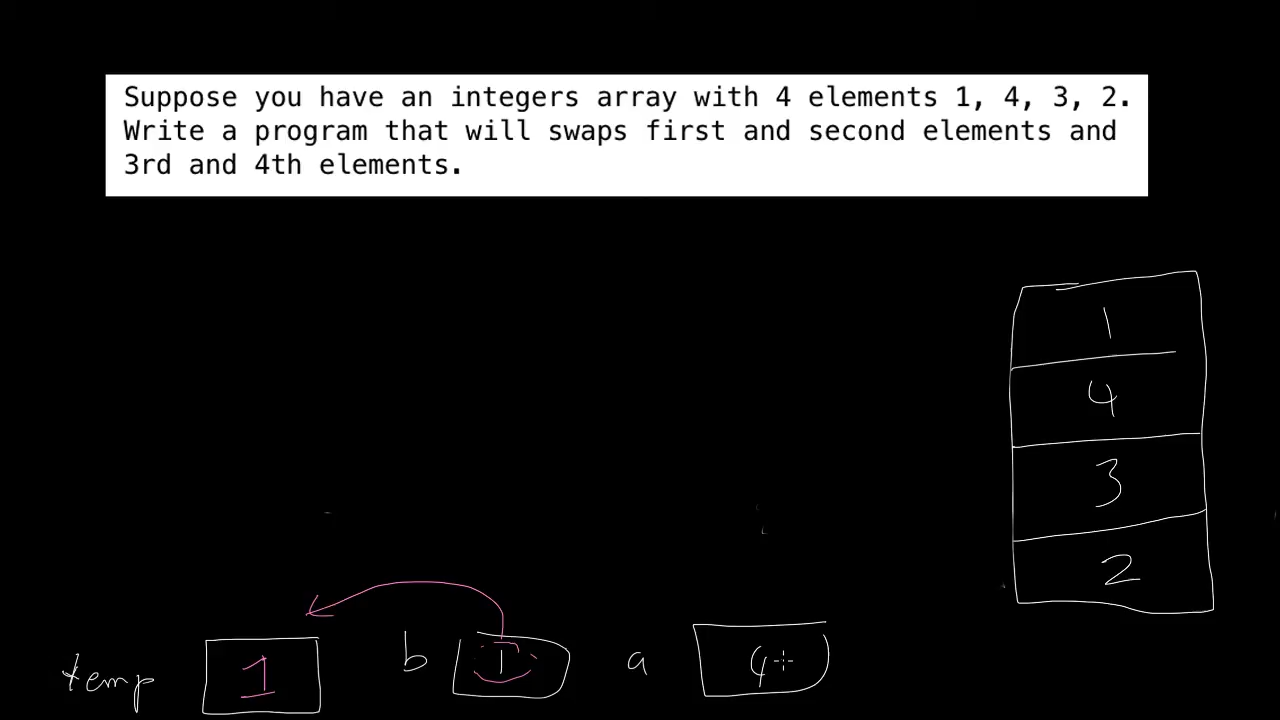 Suppose you have an integers array with 4 elements 1, 4, 3, 2.
Write a program that will swaps first and second elements and
3rd and 4th elements.
1
4
3
2
temp 1 b 1 a 4